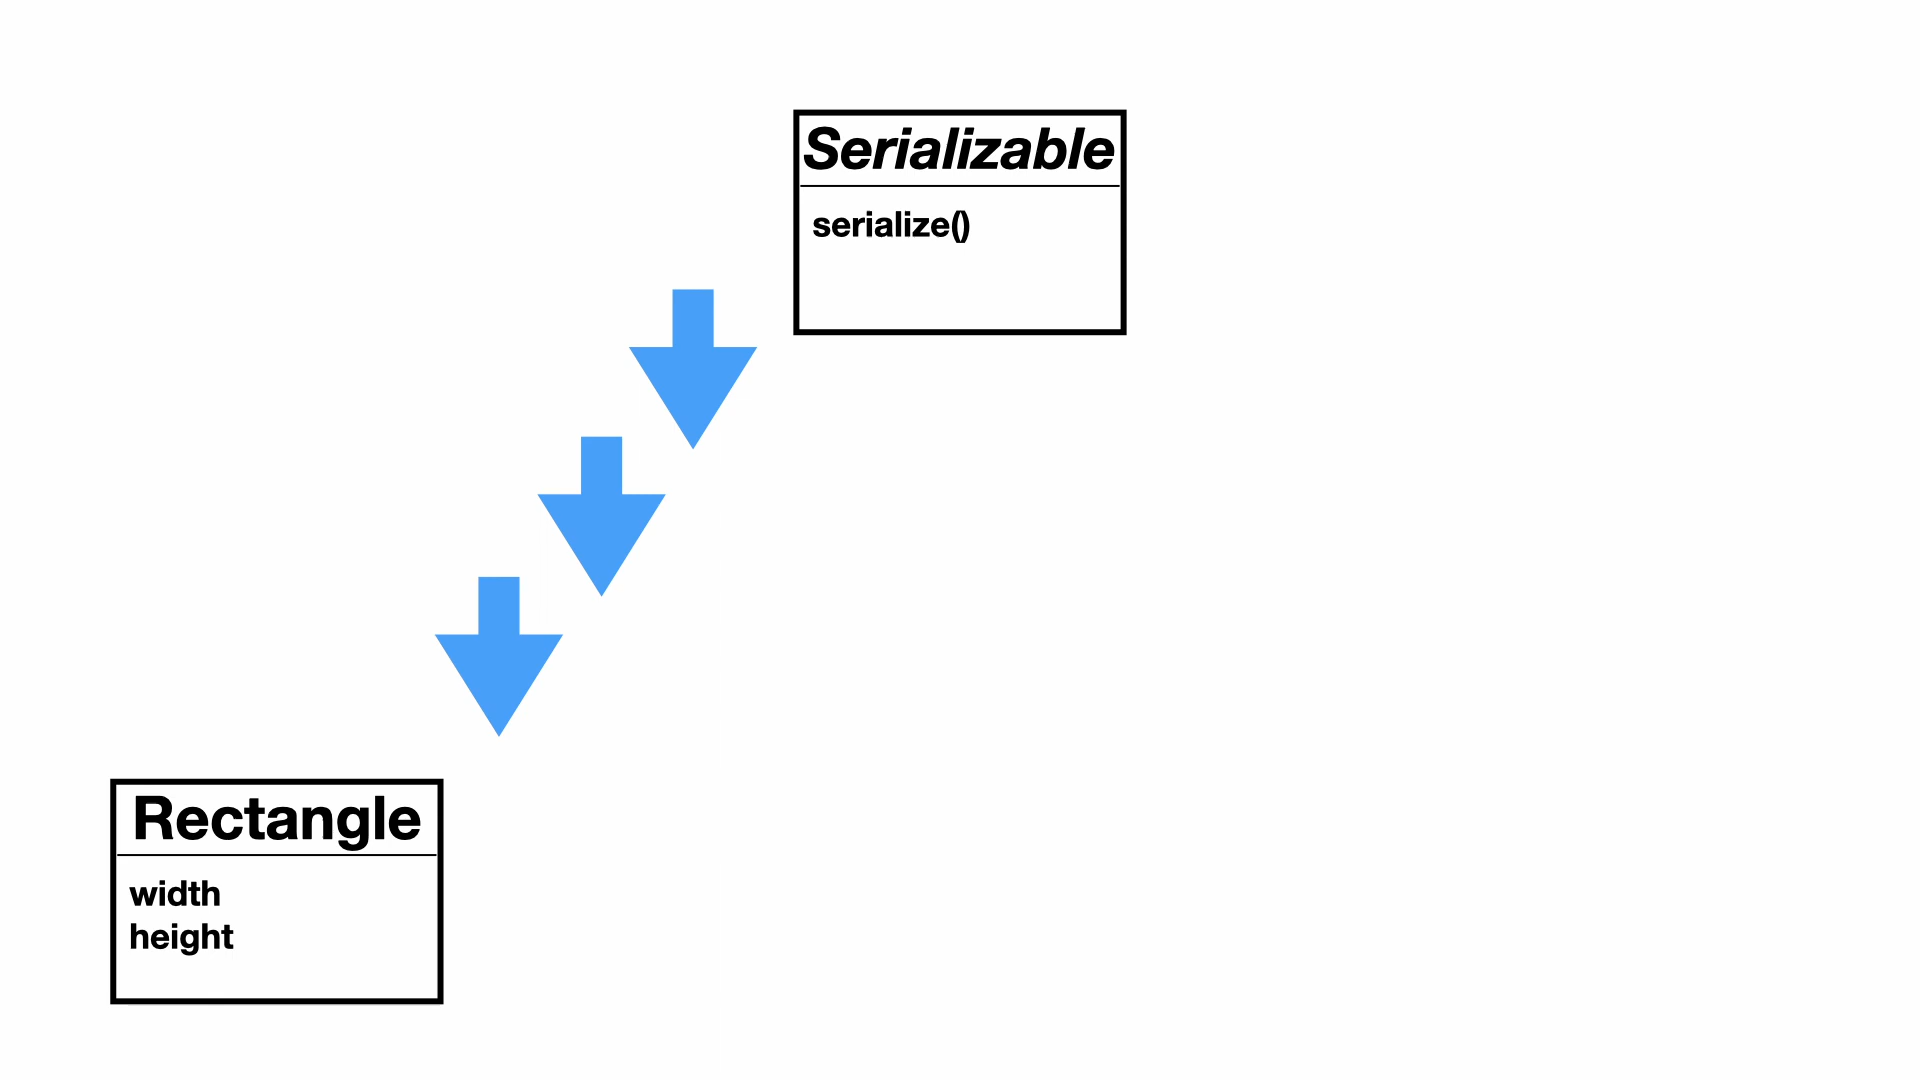 Serializable
serialize()
Rectangle
width
height